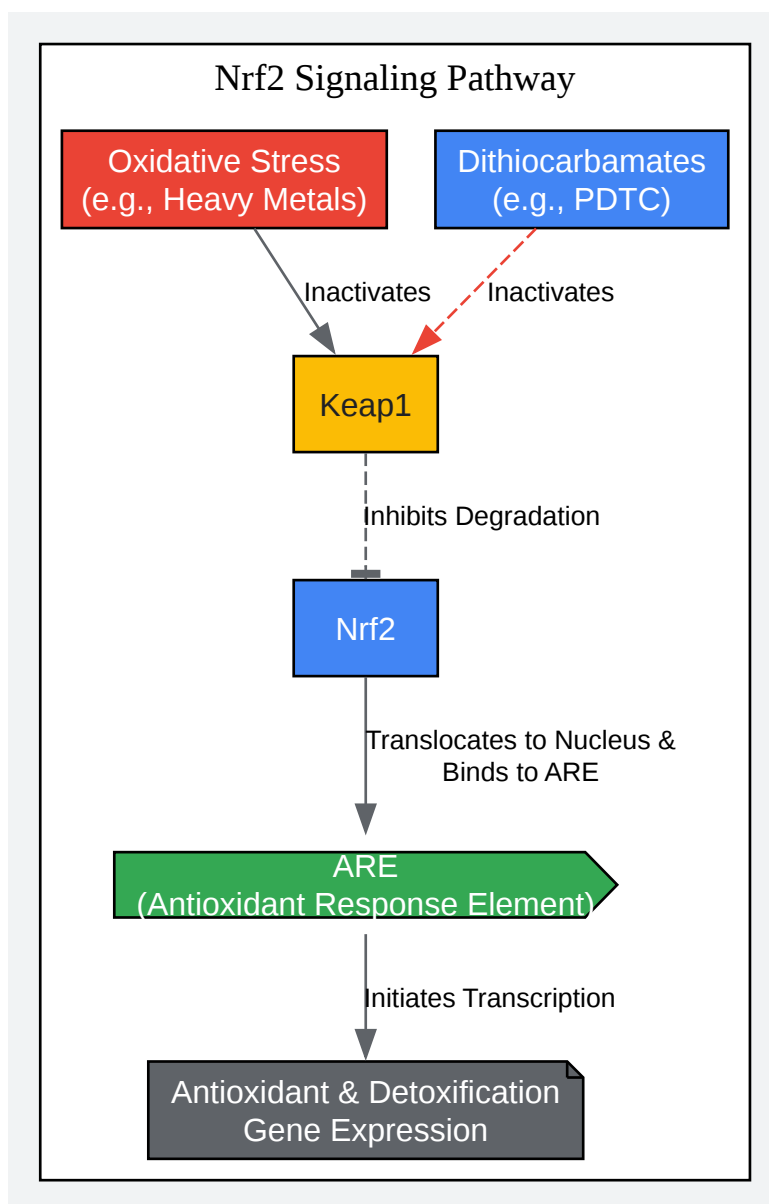 Nrf2 Signaling Pathway
Oxidative Stress
(e.g., Heavy Metals)
Dithiocarbamates
(e.g., PDTC)
Inactivates
Inactivates
Keap1
Inhibits Degradation
Nrf2
Translocates to Nucleus &
Binds to ARE
ARE
(Antioxidant Response Element)
Initiates Transcription
Antioxidant & Detoxification
Gene Expression